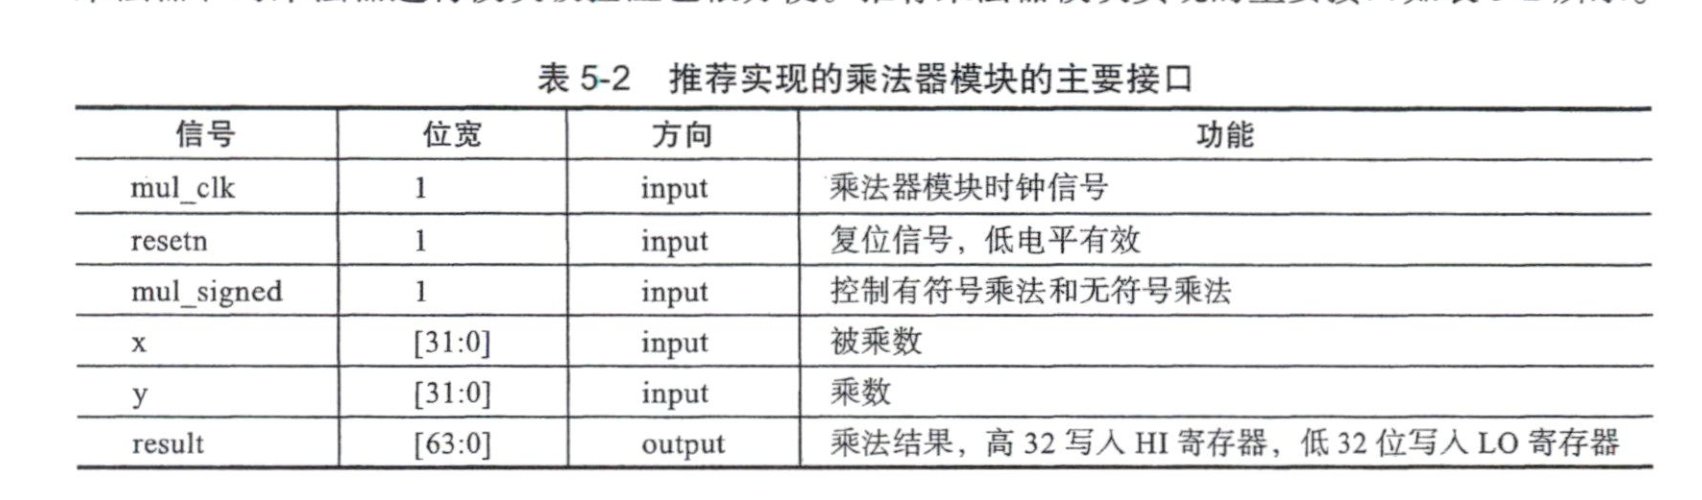 表 5-2 推荐实现的乘法器模块的主要接口
信号 位宽 方向 功能
mul_clk 1 input 乘法器模块时钟信号
resetn 1 input 复位信号，低电平有效
mul_signed 1 input 控制有符号乘法和无符号乘法
x [31:0] input 被乘数
y [31:0] input 乘数
result [63:0] output 乘法结果，高 32 写入 HI 寄存器，低 32 位写入 LO 寄存器